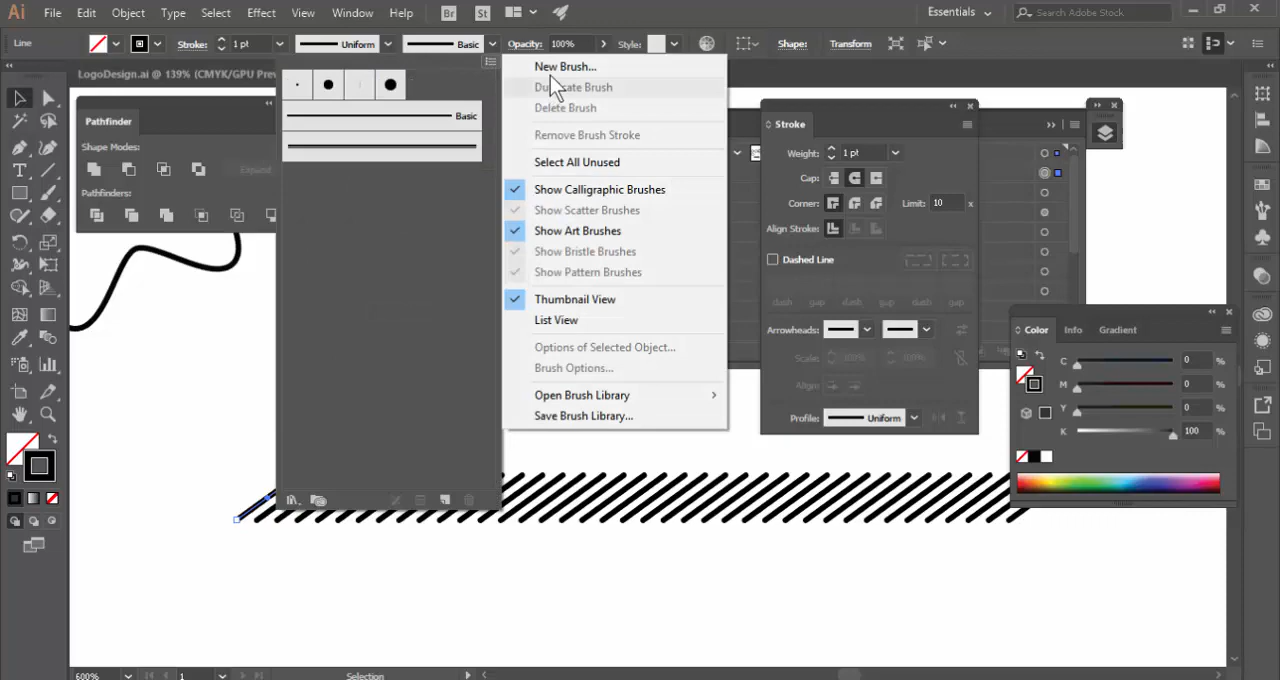 Ai File Edit Object Type Select Effect View Window Help Br St Essentials Search Adobe Stock
Line Stroke: 1 pt Uniform Basic Opacity: 100% Style: Shape: Transform
LogoDesign.ai @ 139% (CMYK/GPU Prev
Pathfinder
Shape Modes:
Expand
Pathfinders:
Basic
New Brush...
Duplicate Brush
Delete Brush
Remove Brush Stroke
Select All Unused
Show Calligraphic Brushes
Show Scatter Brushes
Show Art Brushes
Show Bristle Brushes
Show Pattern Brushes
Thumbnail View
List View
Options of Selected Object...
Brush Options...
Open Brush Library
Save Brush Library...
Stroke
Weight: 1 pt
Cap:
Corner: Limit: 10 x
Align Stroke:
Dashed Line
dash gap dash gap dash gap
Arrowheads:
Scale: 100% 100%
Align:
Profile: Uniform
Color Info Gradient
C 0 %
M 0 %
Y 0 %
K 100 %
600% 1 Selection